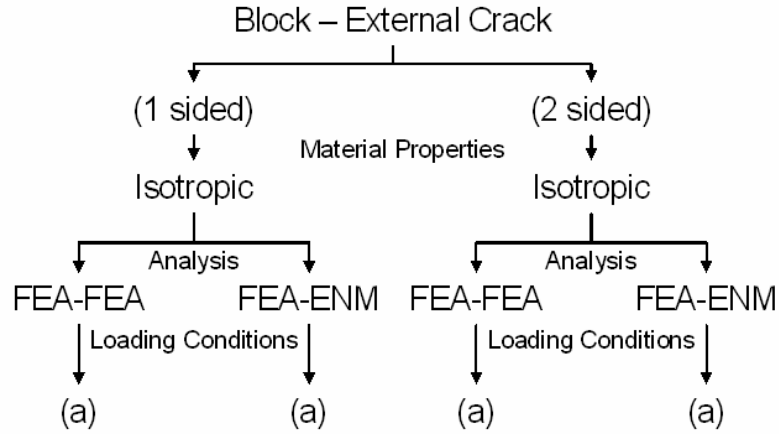 Block – External Crack
(1 sided) (2 sided)
Material Properties
Isotropic Isotropic
Analysis Analysis
FEA-FEA FEA-ENM FEA-FEA FEA-ENM
Loading Conditions Loading Conditions
(a) (a) (a) (a)